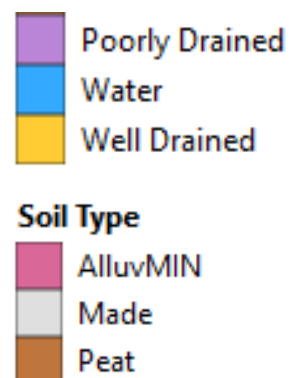 Poorly Drained
Water
Well Drained
Soil Type
AlluvMIN
Made
Peat